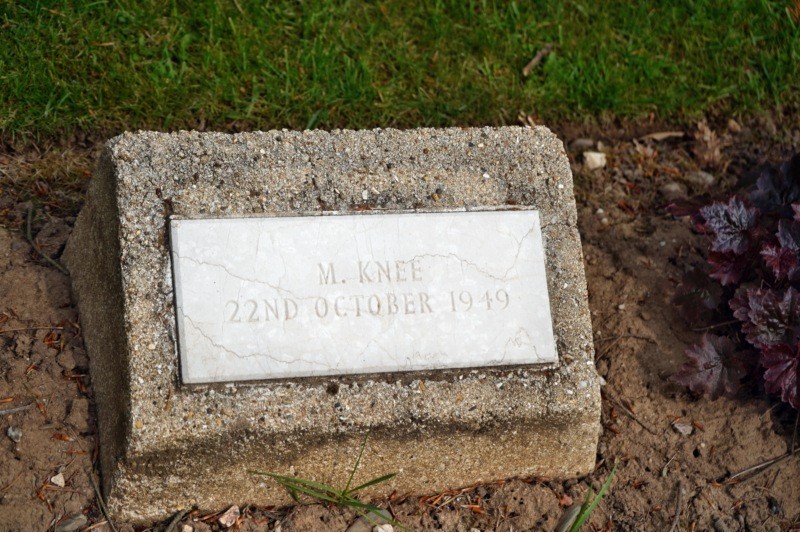 M. KNEE
22ND OCTOBER 1949